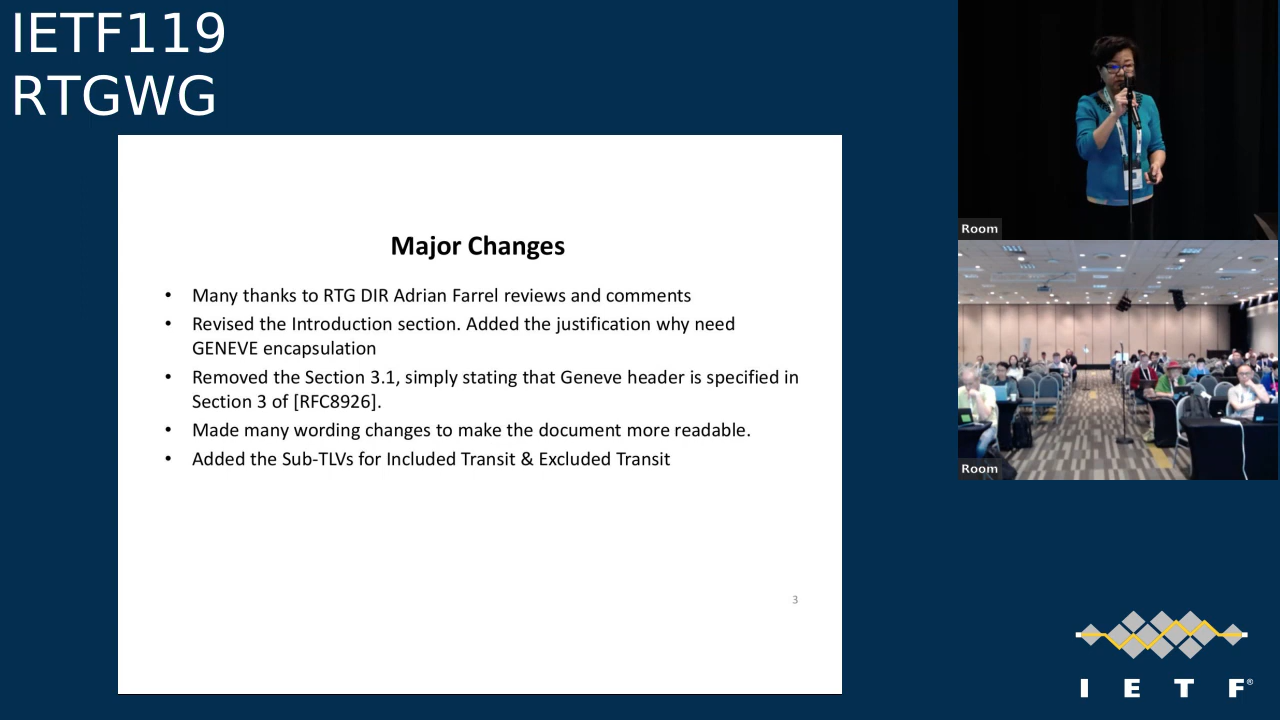 IETF119
RTGWG
Major Changes
• Many thanks to RTG DIR Adrian Farrel reviews and comments
• Revised the Introduction section. Added the justification why need
GENEVE encapsulation
• Removed the Section 3.1, simply stating that Geneve header is specified in
Section 3 of [RFC8926].
• Made many wording changes to make the document more readable.
• Added the Sub-TLVs for Included Transit & Excluded Transit
3
Room
Room
I E T F®